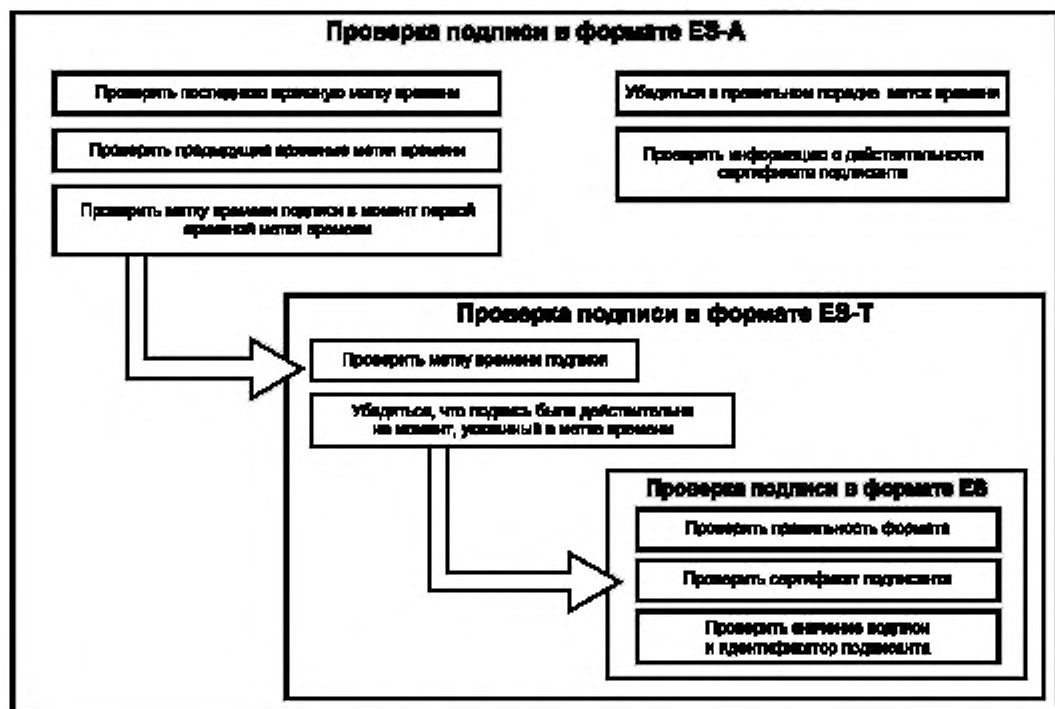 Проверка подписи в формате ES-A
Проверить последнюю архивную метку времени
Убедиться в правильном порядке меток времени
Проверить предыдущие архивные метки времени
Проверить информацию о действительности
сертификата подписанта
Проверить метку времени подписи в момент первой
архивной метки времени
Проверка подписи в формате ES-T
Проверить метку времени подписи
Убедиться, что подпись была действительна
на момент, указанный в метке времени
Проверка подписи в формате ES
Проверить правильность формата
Проверить сертификат подписанта
Проверить значение подписи
и идентификатор подписанта